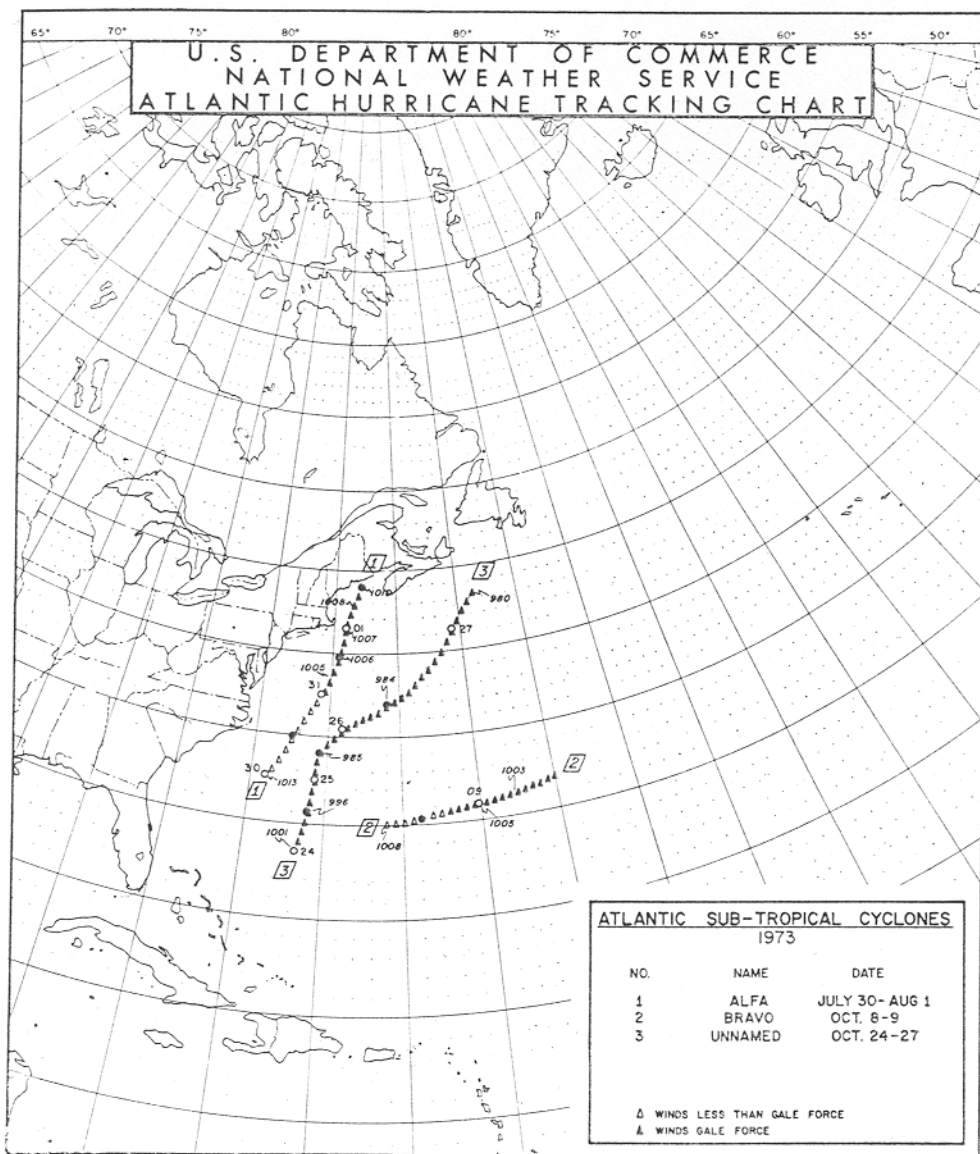 65° 70° 75° 80° 80° 75° 70° 65° 60° 55° 50°
U.S. DEPARTMENT OF COMMERCE
NATIONAL WEATHER SERVICE
ATLANTIC HURRICANE TRACKING CHART
1
3
1008
980
01
27
1007
1006
1005
31
984
26
30
1013
985
25
1
1003
2
09
996
1005
1001
2
1008
24
3
ATLANTIC SUB-TROPICAL CYCLONES
1973
NO. NAME DATE
1 ALFA JULY 30- AUG 1
2 BRAVO OCT. 8-9
3 UNNAMED OCT. 24-27
WINDS LESS THAN GALE FORCE
WINDS GALE FORCE